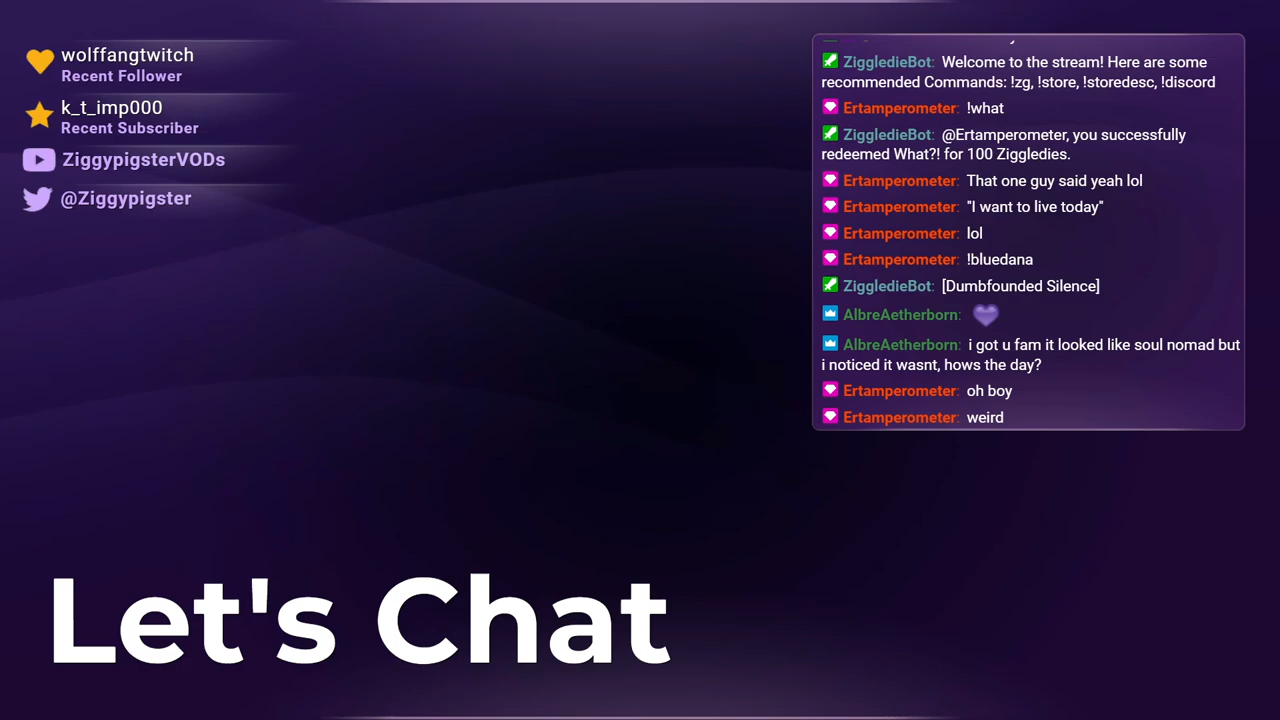 wolffangtwitch
Recent Follower
k_t_imp000
Recent Subscriber
ZiggypigsterVODs
@Ziggypigster
ZiggledieBot: Welcome to the stream! Here are some
recommended Commands: !zg, !store, !storedesc, !discord
Ertamperometer: !what
ZiggledieBot: @Ertamperometer, you successfully
redeemed What?! for 100 Ziggledies.
Ertamperometer: That one guy said yeah lol
Ertamperometer: "I want to live today"
Ertamperometer: lol
Ertamperometer: !bluedana
ZiggledieBot: [Dumbfounded Silence]
AlbreAetherborn:
AlbreAetherborn: i got u fam it looked like soul nomad but
i noticed it wasnt, hows the day?
Ertamperometer: oh boy
Ertamperometer: weird
Let's Chat